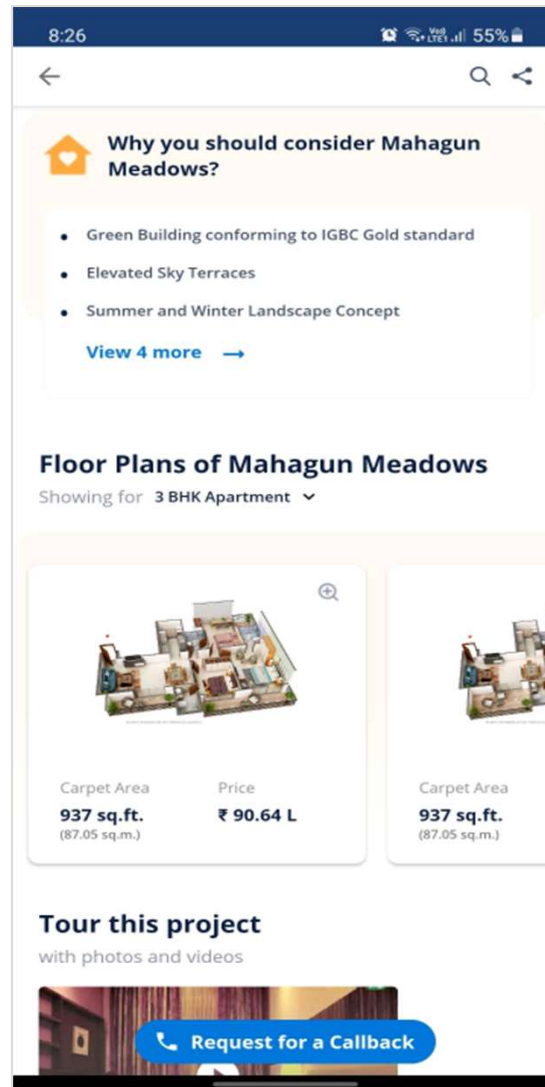 8:26
Vo)) LTE1 55%
Why you should consider Mahagun
Meadows?
Green Building conforming to IGBC Gold standard
Elevated Sky Terraces
Summer and Winter Landscape Concept
View 4 more →
Floor Plans of Mahagun Meadows
Showing for 3 BHK Apartment
Carpet Area Price
937 sq.ft. ₹ 90.64 L
(87.05 sq.m.)
Carpet Area
937 sq.ft.
(87.05 sq.m.)
Tour this project
with photos and videos
Request for a Callback